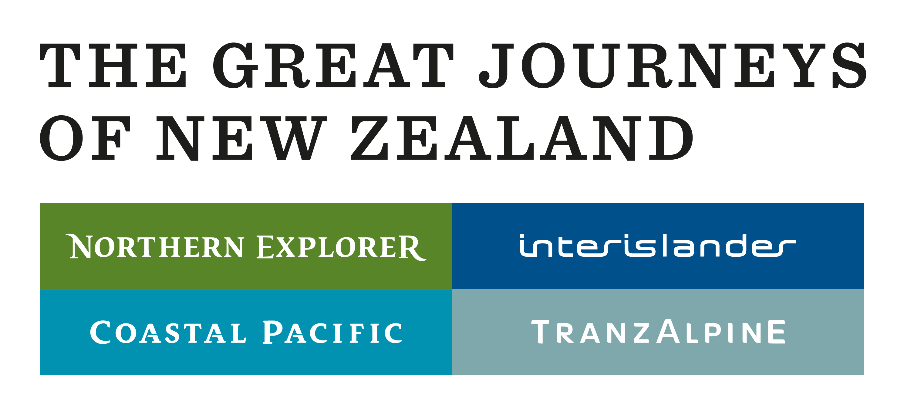 THE GREAT JOURNEYS
OF NEW ZEALAND
NORTHERN EXPLORER
interislander
COASTAL PACIFIC
TRANZALPINE